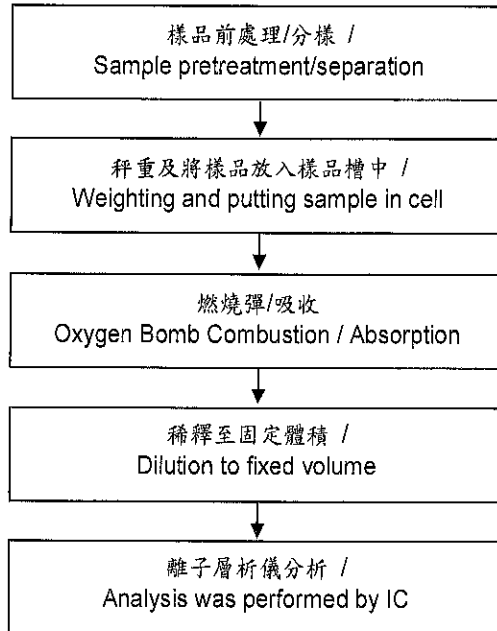 樣品前處理/分樣 /
Sample pretreatment/separation
秤重及將樣品放入樣品槽中 /
Weighting and putting sample in cell
燃燒彈/吸收
Oxygen Bomb Combustion / Absorption
稀釋至固定體積 /
Dilution to fixed volume
離子層析儀分析 /
Analysis was performed by IC